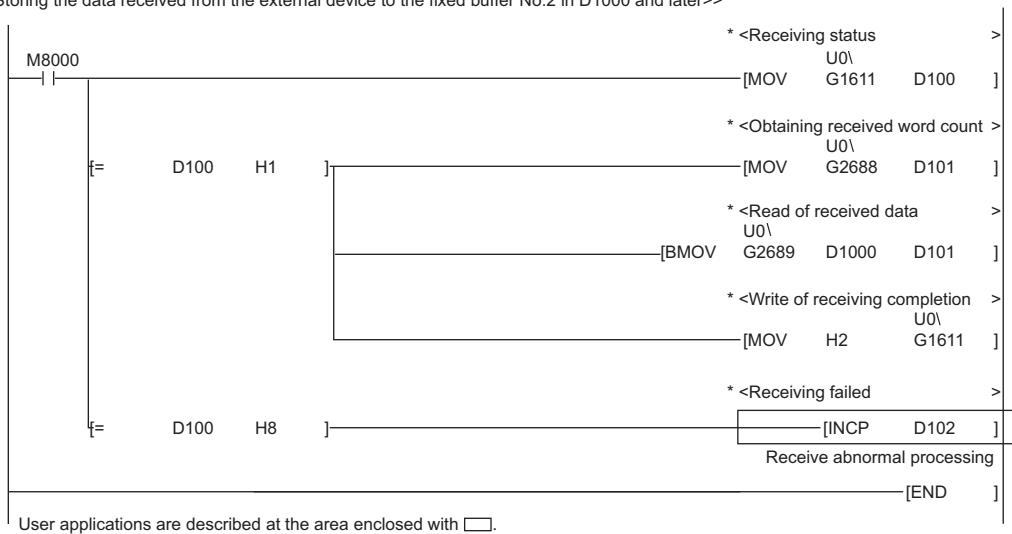 Storing the data received from the external device to the fixed buffer No.2 in D1000 and later>>
* <Receiving status >
M8000
U0\
[MOV G1611 D100 ]
* <Obtaining received word count >
U0\
[= D100 H1 ] [MOV G2688 D101 ]
* <Read of received data >
U0\
[BMOV G2689 D1000 D101 ]
* <Write of receiving completion >
U0\
[MOV H2 G1611 ]
* <Receiving failed >
[= D100 H8 ] [INCP D102 ]
Receive abnormal processing
[END ]
User applications are described at the area enclosed with .